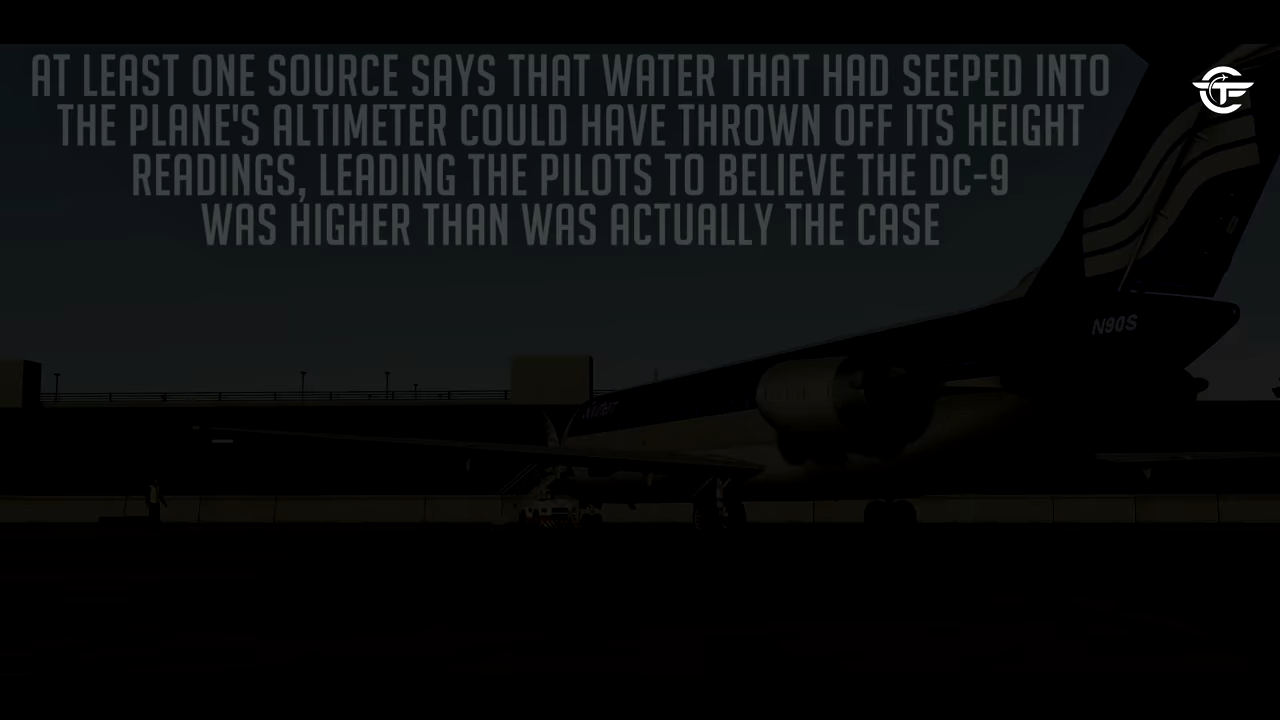 AT LEAST ONE SOURCE SAYS THAT WATER THAT HAD SEEPED INTO
THE PLANE'S ALTIMETER COULD HAVE THROWN OFF ITS HEIGHT
READINGS, LEADING THE PILOTS TO BELIEVE THE DC-9
WAS HIGHER THAN WAS ACTUALLY THE CASE
N90S